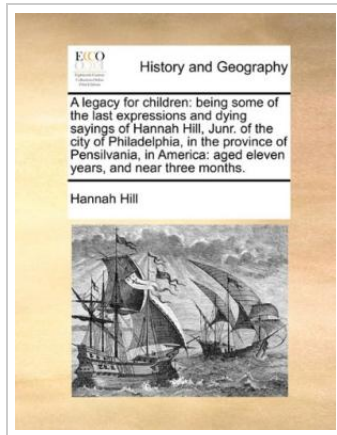 ECCO
History and Geography
A legacy for children: being some of
the last expressions and dying
sayings of Hannah Hill, Junr. of the
city of Philadelphia, in the province of
Pensilvania, in America: aged eleven
years, and near three months.
Hannah Hill